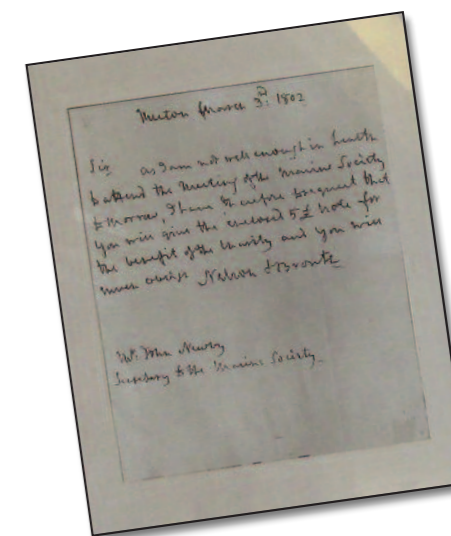 Merton March 3d: 1802
Sir as I am not well enough in health
to attend the Meeting of the Marine Society
to Morrow, I have therefore to request that
you will give the enclosed 5£ note for
the benefit of the Charity and you will
much oblige Nelson & Bronte
Mr. John Newby
Secretary to the Marine Society.